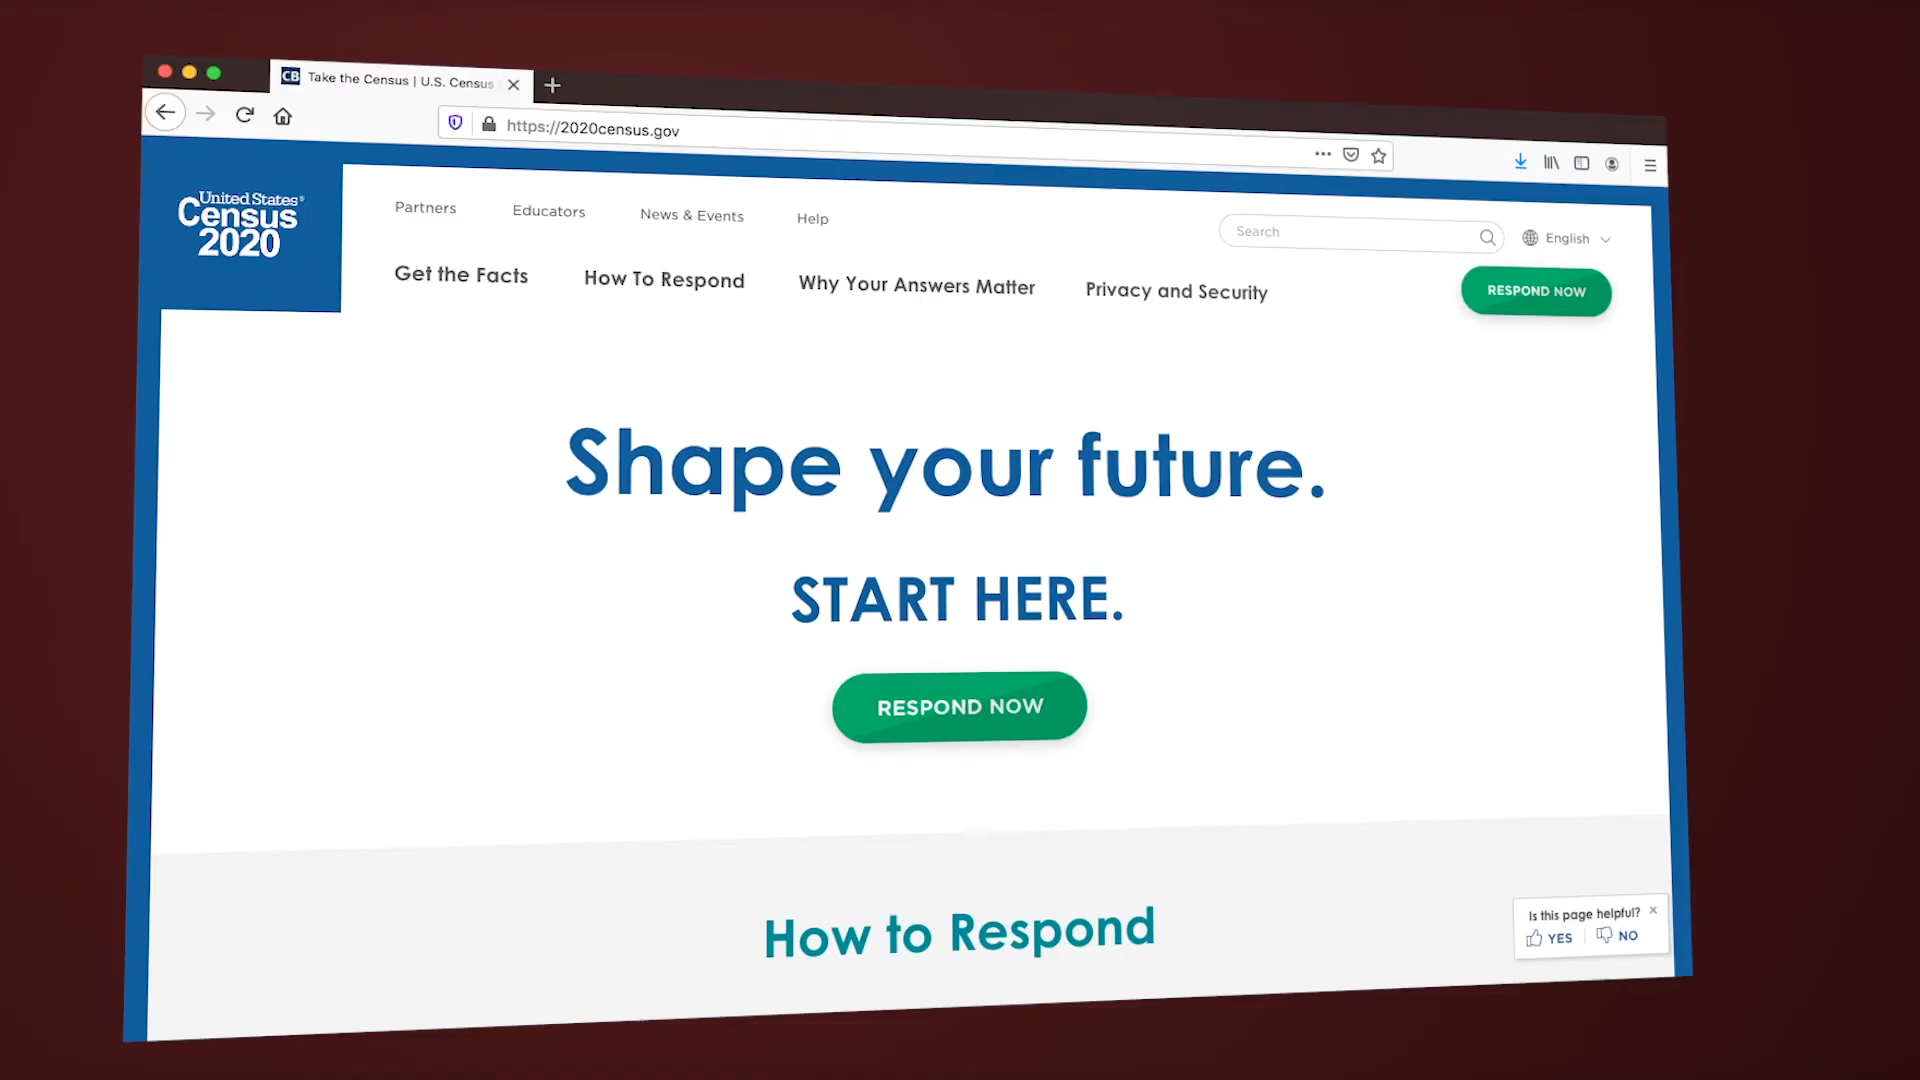 CB Take the Census | U.S. Census
https://2020census.gov
United States®
Census
2020
Partners Educators News & Events Help
Search
English
Get the Facts How To Respond Why Your Answers Matter Privacy and Security
RESPOND NOW
Shape your future.
START HERE.
RESPOND NOW
How to Respond
Is this page helpful?
YES NO